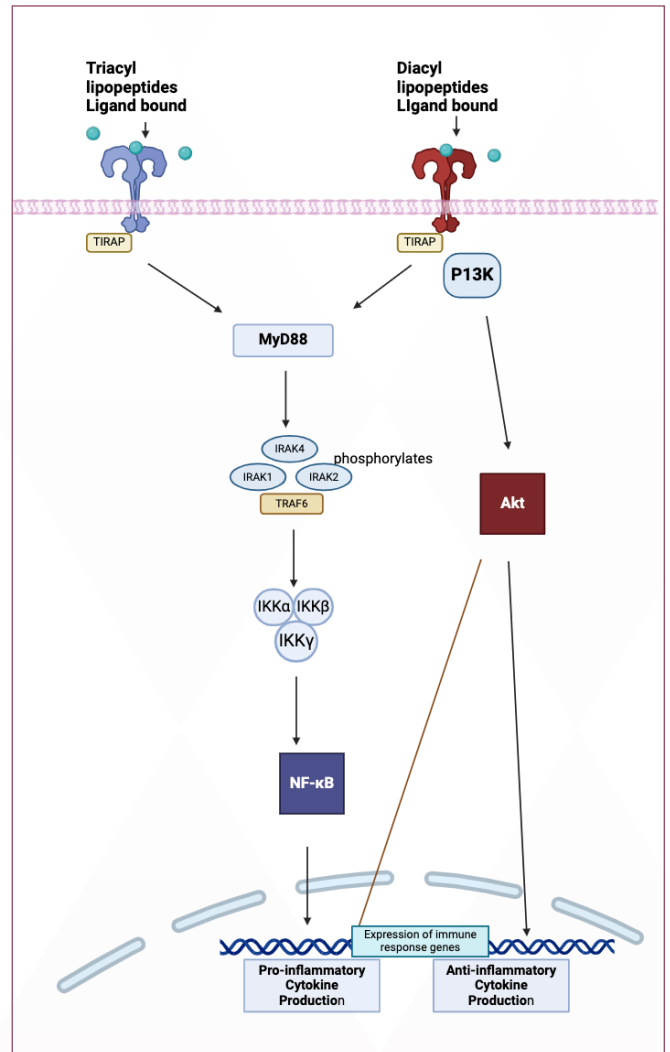 Triacyl
lipopeptides
Ligand bound
Diacyl
lipopeptides
LIgand bound
TIRAP
TIRAP
P13K
MyD88
IRAK4
phosphorylates
IRAK1
IRAK2
TRAF6
Akt
IKKα
IKKβ
IKKγ
NF-κB
Expression of immune
response genes
Pro-inflammatory
Cytokine
Production
Anti-inflammatory
Cytokine
Production